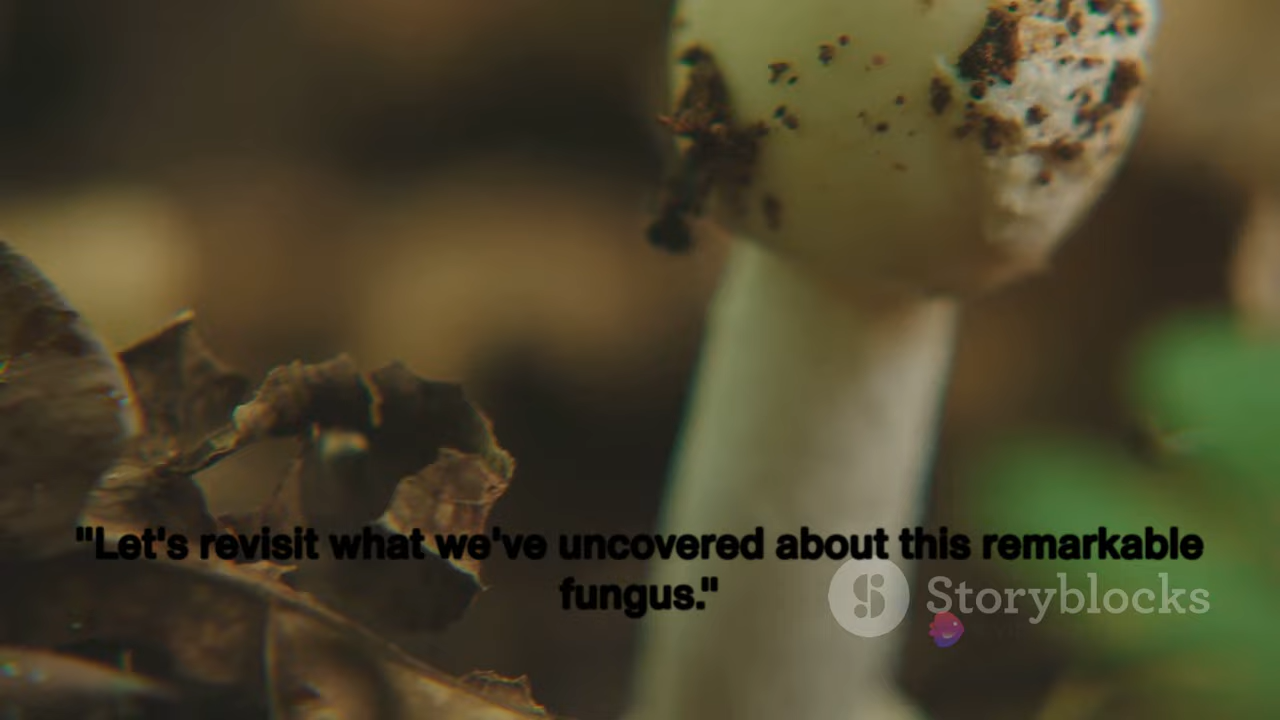 "Let's revisit what we've uncovered about this remarkable
fungus."
Storyblocks